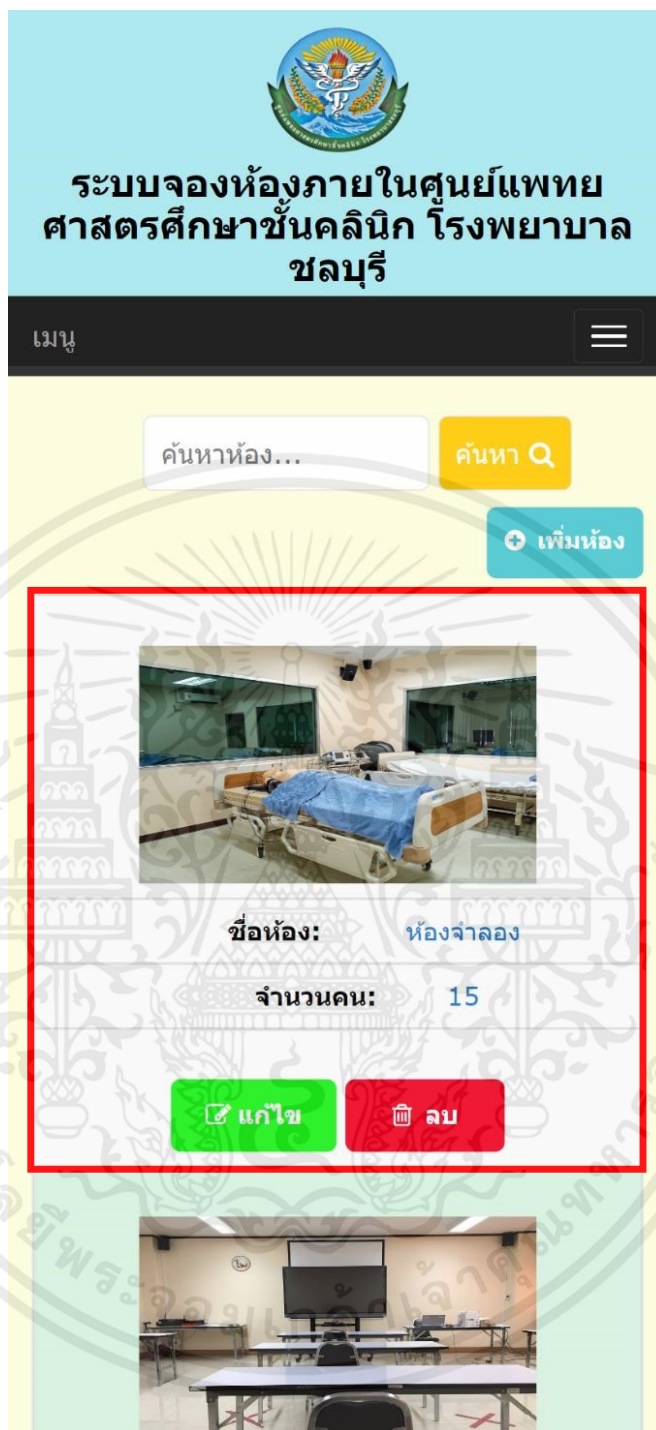 ระบบจองห้องภายในศูนย์แพทย
ศาสตรศึกษาชั้นคลินิก โรงพยาบาล
ชลบุรี
เมนู
ค้นหาห้อง...
ค้นหา
เพิ่มห้อง
ชื่อห้อง: ห้องจำลอง
จำนวนคน: 15
แก้ไข ลบ